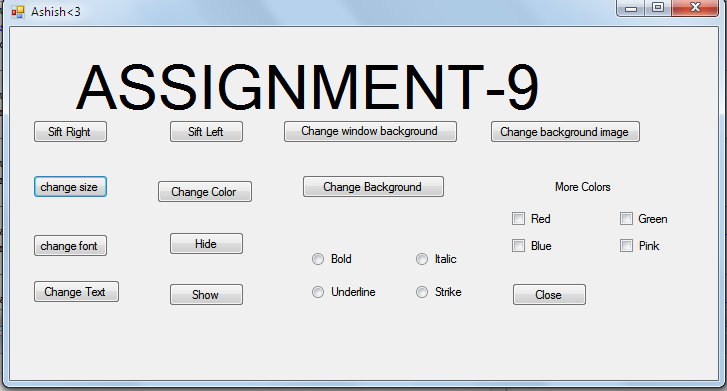 Ashish<3
ASSIGNMENT-9
Sift Right
Sift Left
Change window background
Change background image
change size
Change Color
Change Background
More Colors
Red
Green
change font
Hide
Blue
Pink
Bold
Italic
Change Text
Show
Underline
Strike
Close